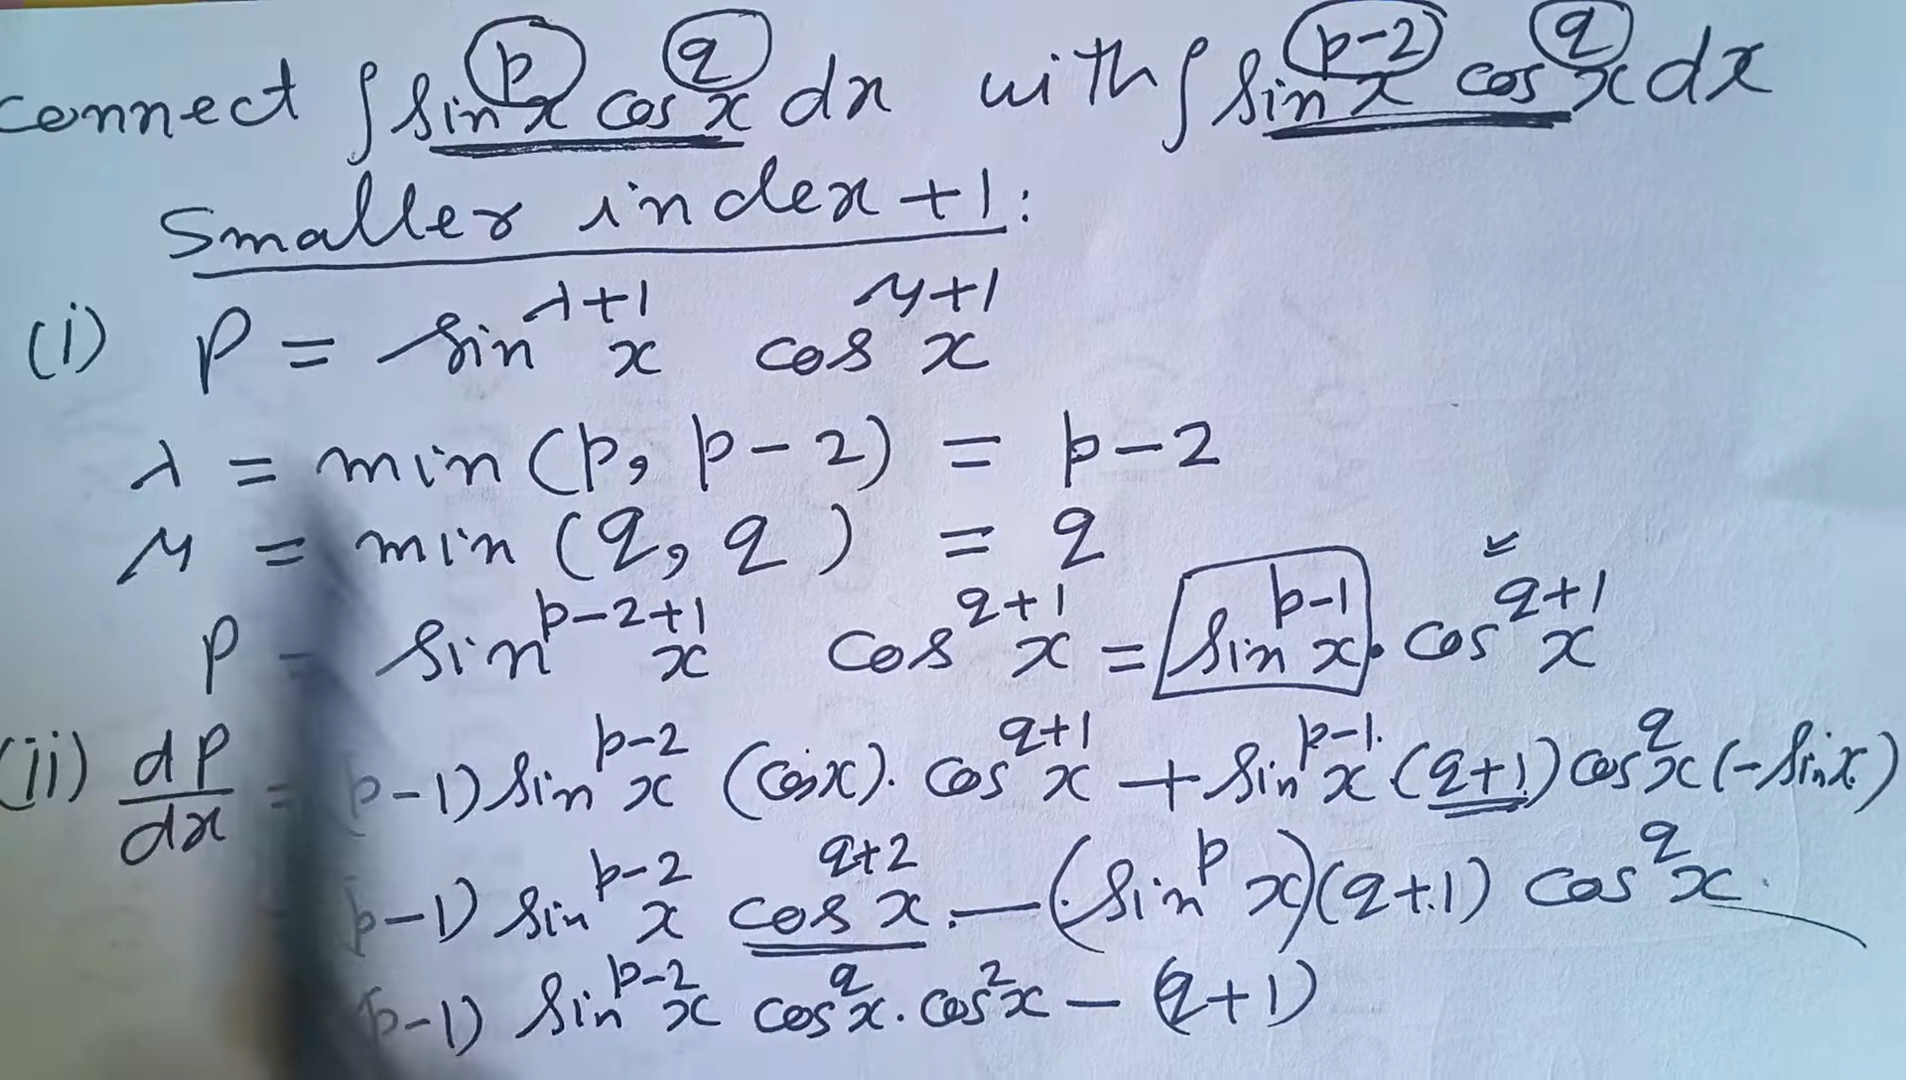 connect ∫ sin^p x cos^q x dx with ∫ sin^{p-2} x cos^q x dx
Smaller index +1:
(i) P = sin^{λ+1} x cos^{μ+1} x
λ = min (p, p-2) = p-2
μ = min (q, q) = q
P = sin^{p-2+1} x cos^{q+1} x = sin^{p-1} x . cos^{q+1} x
(ii) dP/dx = p-1) sin^{p-2} x (cosx). cos^{q+1} x + sin^{p-1} x (q+1) cos^q x (-sinx)
p-1) sin^{p-2} x cos^{q+2} x - (sin^p x)(q+1) cos^q x.
p-1) sin^{p-2} x cos^q x. cos^2 x - (q+1)